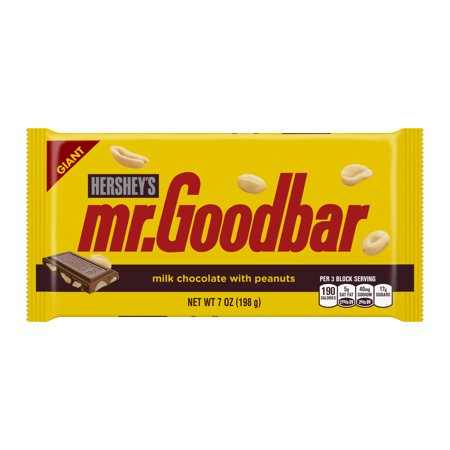 GIANT
HERSHEY'S
mr.Goodbar
milk chocolate with peanuts
NET WT 7 OZ (198 g)
PER 3 BLOCK SERVING
190 CALORIES
5g SAT FAT
40mg SODIUM
17g SUGARS